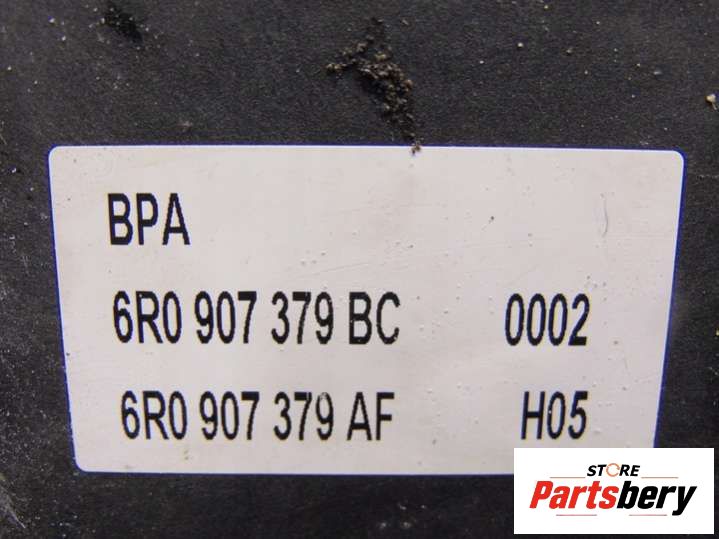 BPA
6R0 907 379 BC 0002
6R0 907 379 AF H05
STORE
Partsbery